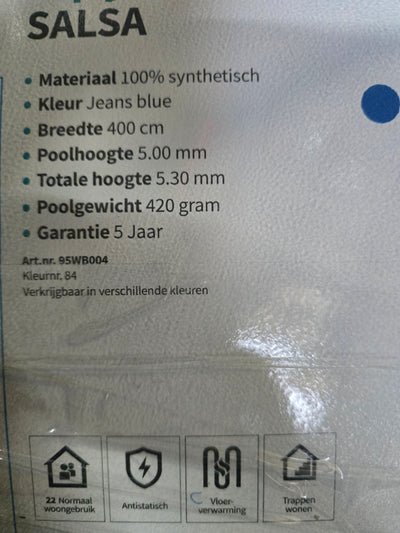 SALSA
• Materiaal 100% synthetisch
• Kleur Jeans blue
• Breedte 400 cm
• Poolhoogte 5.00 mm
• Totale hoogte 5.30 mm
• Poolgewicht 420 gram
• Garantie 5 Jaar
Art.nr. 95WB004
Kleurnr. 84
Verkrijgbaar in verschillende kleuren
22 Normaal
woongebruik
Antistatisch
Vloer-
verwarming
Trappen
wonen